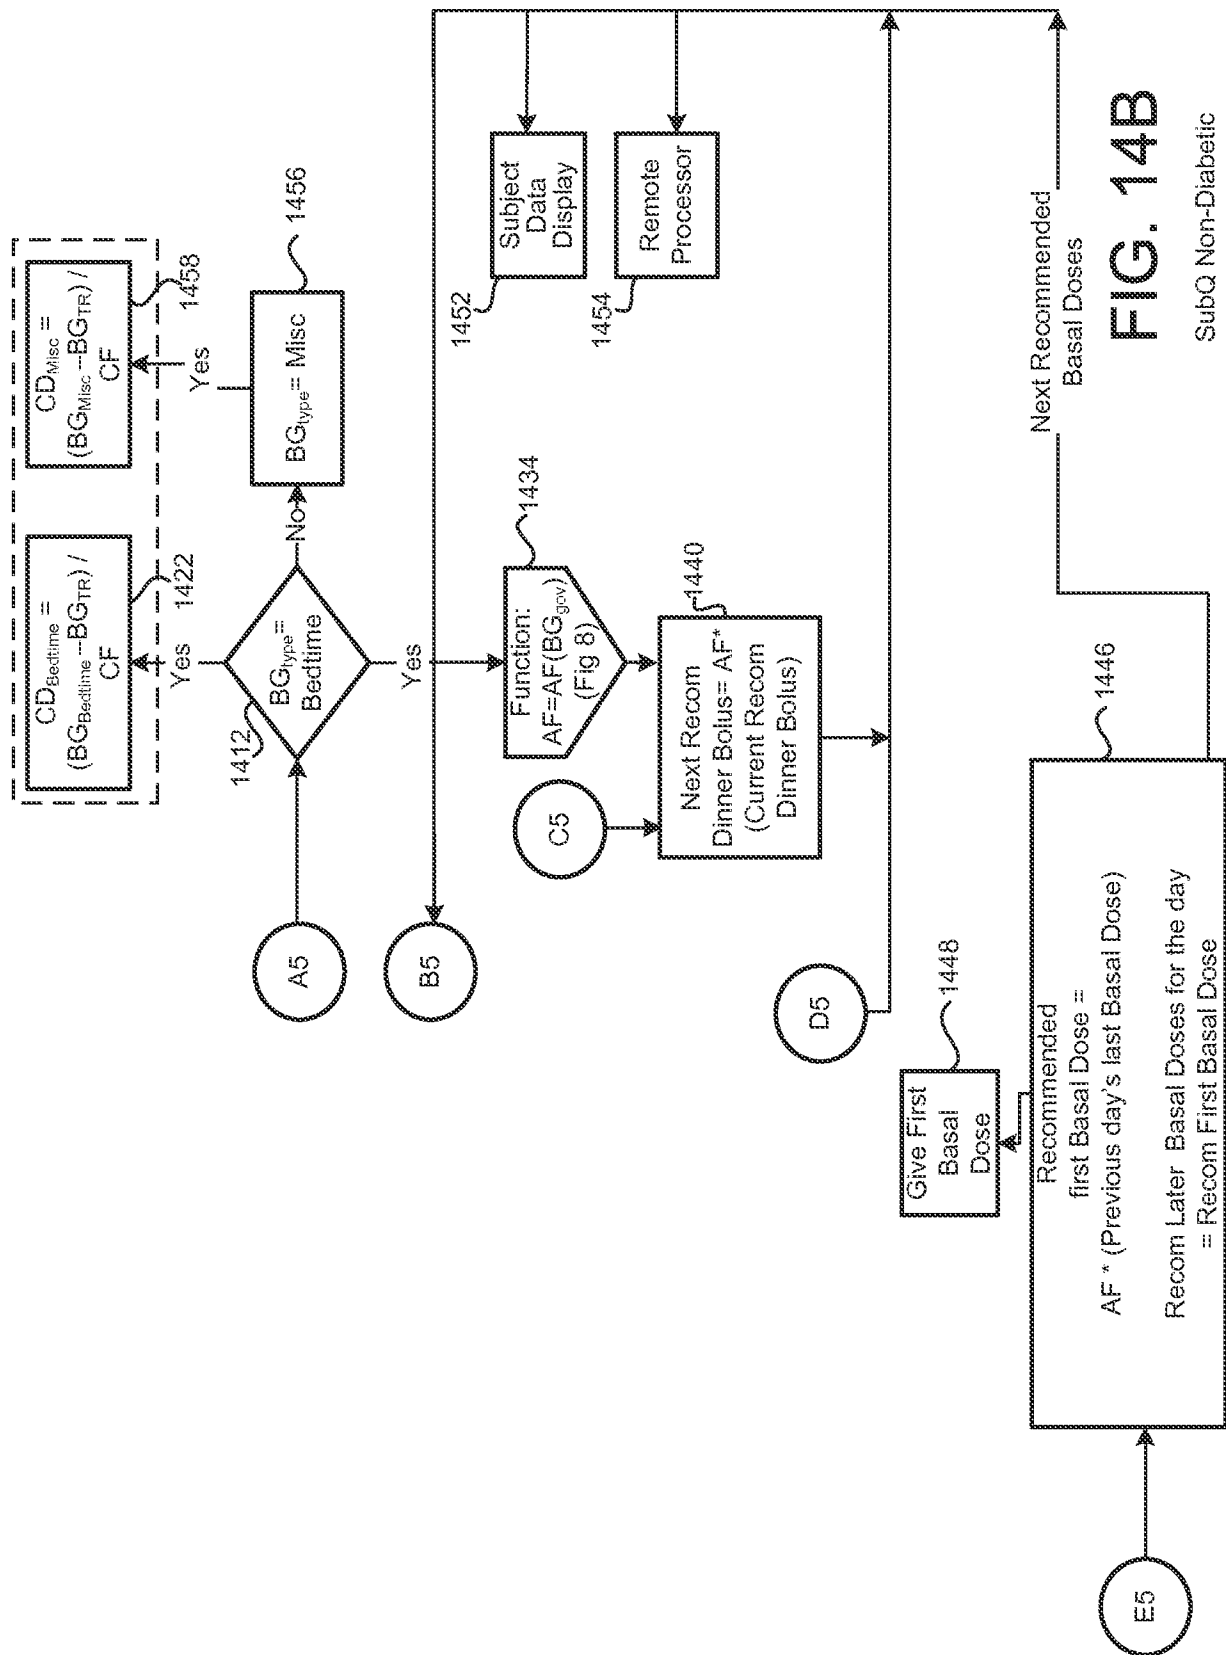 CD_Bedtime =
(BG_Bedtime –BG_TR) /
CF
1422
CD_Misc =
(BG_Misc –BG_TR) /
CF
1458
Yes
Yes
A5
1412
BG_type=
Bedtime
No
BG_type= Misc
1456
Yes
B5
Function:
AF=AF(BG_gov)
(Fig 8)
1434
Subject
Data
Display
1452
Remote
Processor
1454
C5
Next Recom
Dinner Bolus= AF*
(Current Recom
Dinner Bolus)
1440
D5
Give First
Basal
Dose
1448
E5
Recommended
first Basal Dose =
AF * (Previous day's last Basal Dose)
Recom Later Basal Doses for the day
= Recom First Basal Dose
1446
Next Recommended
Basal Doses
FIG. 14B
SubQ Non-Diabetic